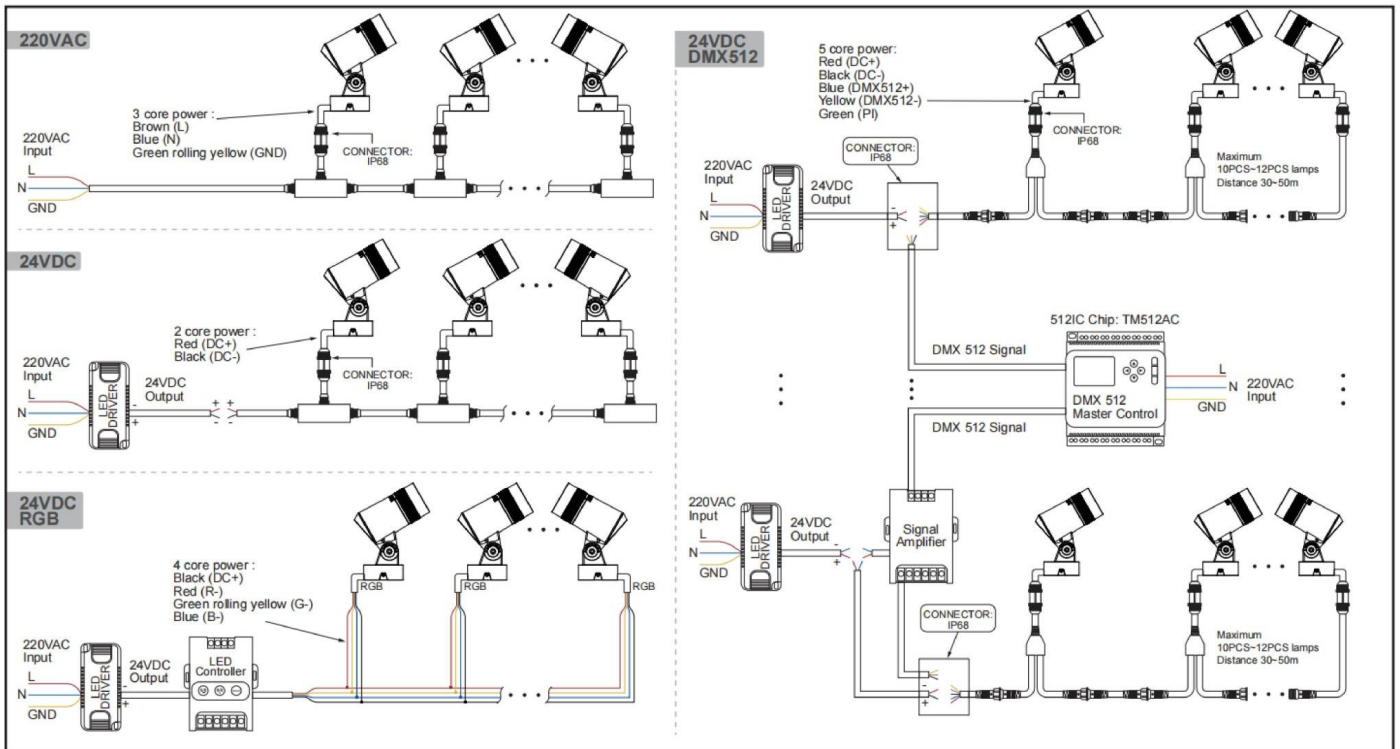 220VAC
3 core power :
Brown (L)
Blue (N)
Green rolling yellow (GND)
CONNECTOR:
IP68
220VAC
Input
L
N
GND
24VDC
2 core power :
Red (DC+)
Black (DC-)
CONNECTOR:
IP68
220VAC
Input
L
N
GND
LED
DRIVER
-
+
24VDC
Output
+ +
- -
24VDC
RGB
4 core power :
Black (DC+)
Red (R-)
Green rolling yellow (G-)
Blue (B-)
RGB
RGB
RGB
220VAC
Input
L
N
GND
LED
DRIVER
-
+
24VDC
Output
LED
Controller
24VDC
DMX512
5 core power:
Red (DC+)
Black (DC-)
Blue (DMX512+)
Yellow (DMX512-)
Green (PI)
CONNECTOR:
IP68
CONNECTOR:
IP68
Maximum
10PCS~12PCS lamps
Distance 30~50m
220VAC
Input
L
N
GND
LED
DRIVER
24VDC
Output
-
+
512IC Chip: TM512AC
DMX 512 Signal
DMX 512
Master Control
L
N
GND
220VAC
Input
DMX 512 Signal
220VAC
Input
L
N
GND
LED
DRIVER
24VDC
Output
-
+
Signal
Amplifier
CONNECTOR:
IP68
-
+
Maximum
10PCS~12PCS lamps
Distance 30~50m